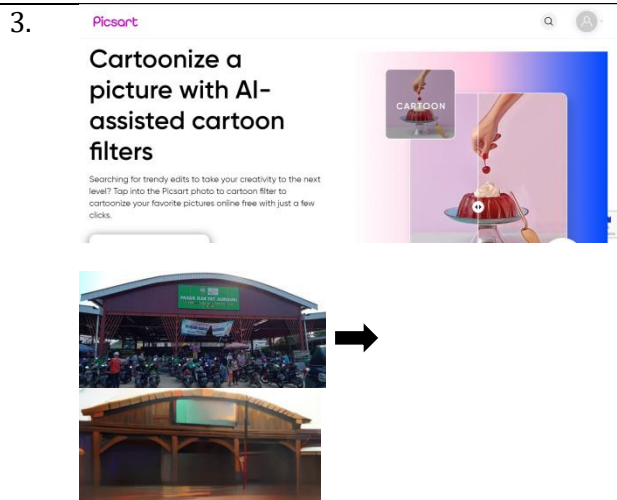 3.
Picsart
Cartoonize a
picture with AI-
assisted cartoon
filters
Searching for trendy edits to take your creativity to the next
level? Tap into the Picsart photo to cartoon filter to
cartoonize your favorite pictures online free with just a few
clicks.
CARTOON
PASAR RAKYAT